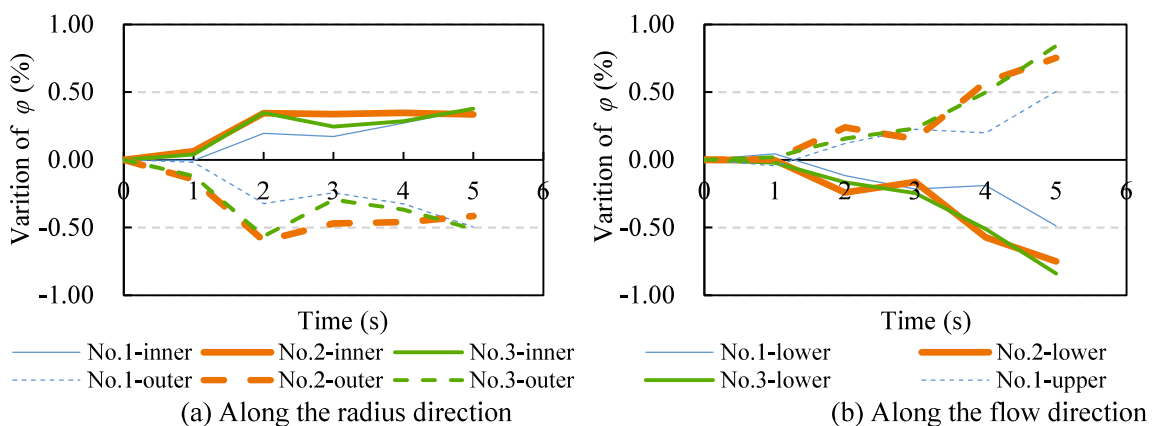 1.00
0.50
0.00
-0.50
-1.00
Varition of φ (%)
0 1 2 3 4 5 6
Time (s)
No.1-inner No.2-inner No.3-inner
No.1-outer No.2-outer No.3-outer
(a) Along the radius direction
1.00
0.50
0.00
-0.50
-1.00
Varition of φ (%)
0 1 2 3 4 5 6
Time (s)
No.1-lower No.2-lower
No.3-lower No.1-upper
(b) Along the flow direction